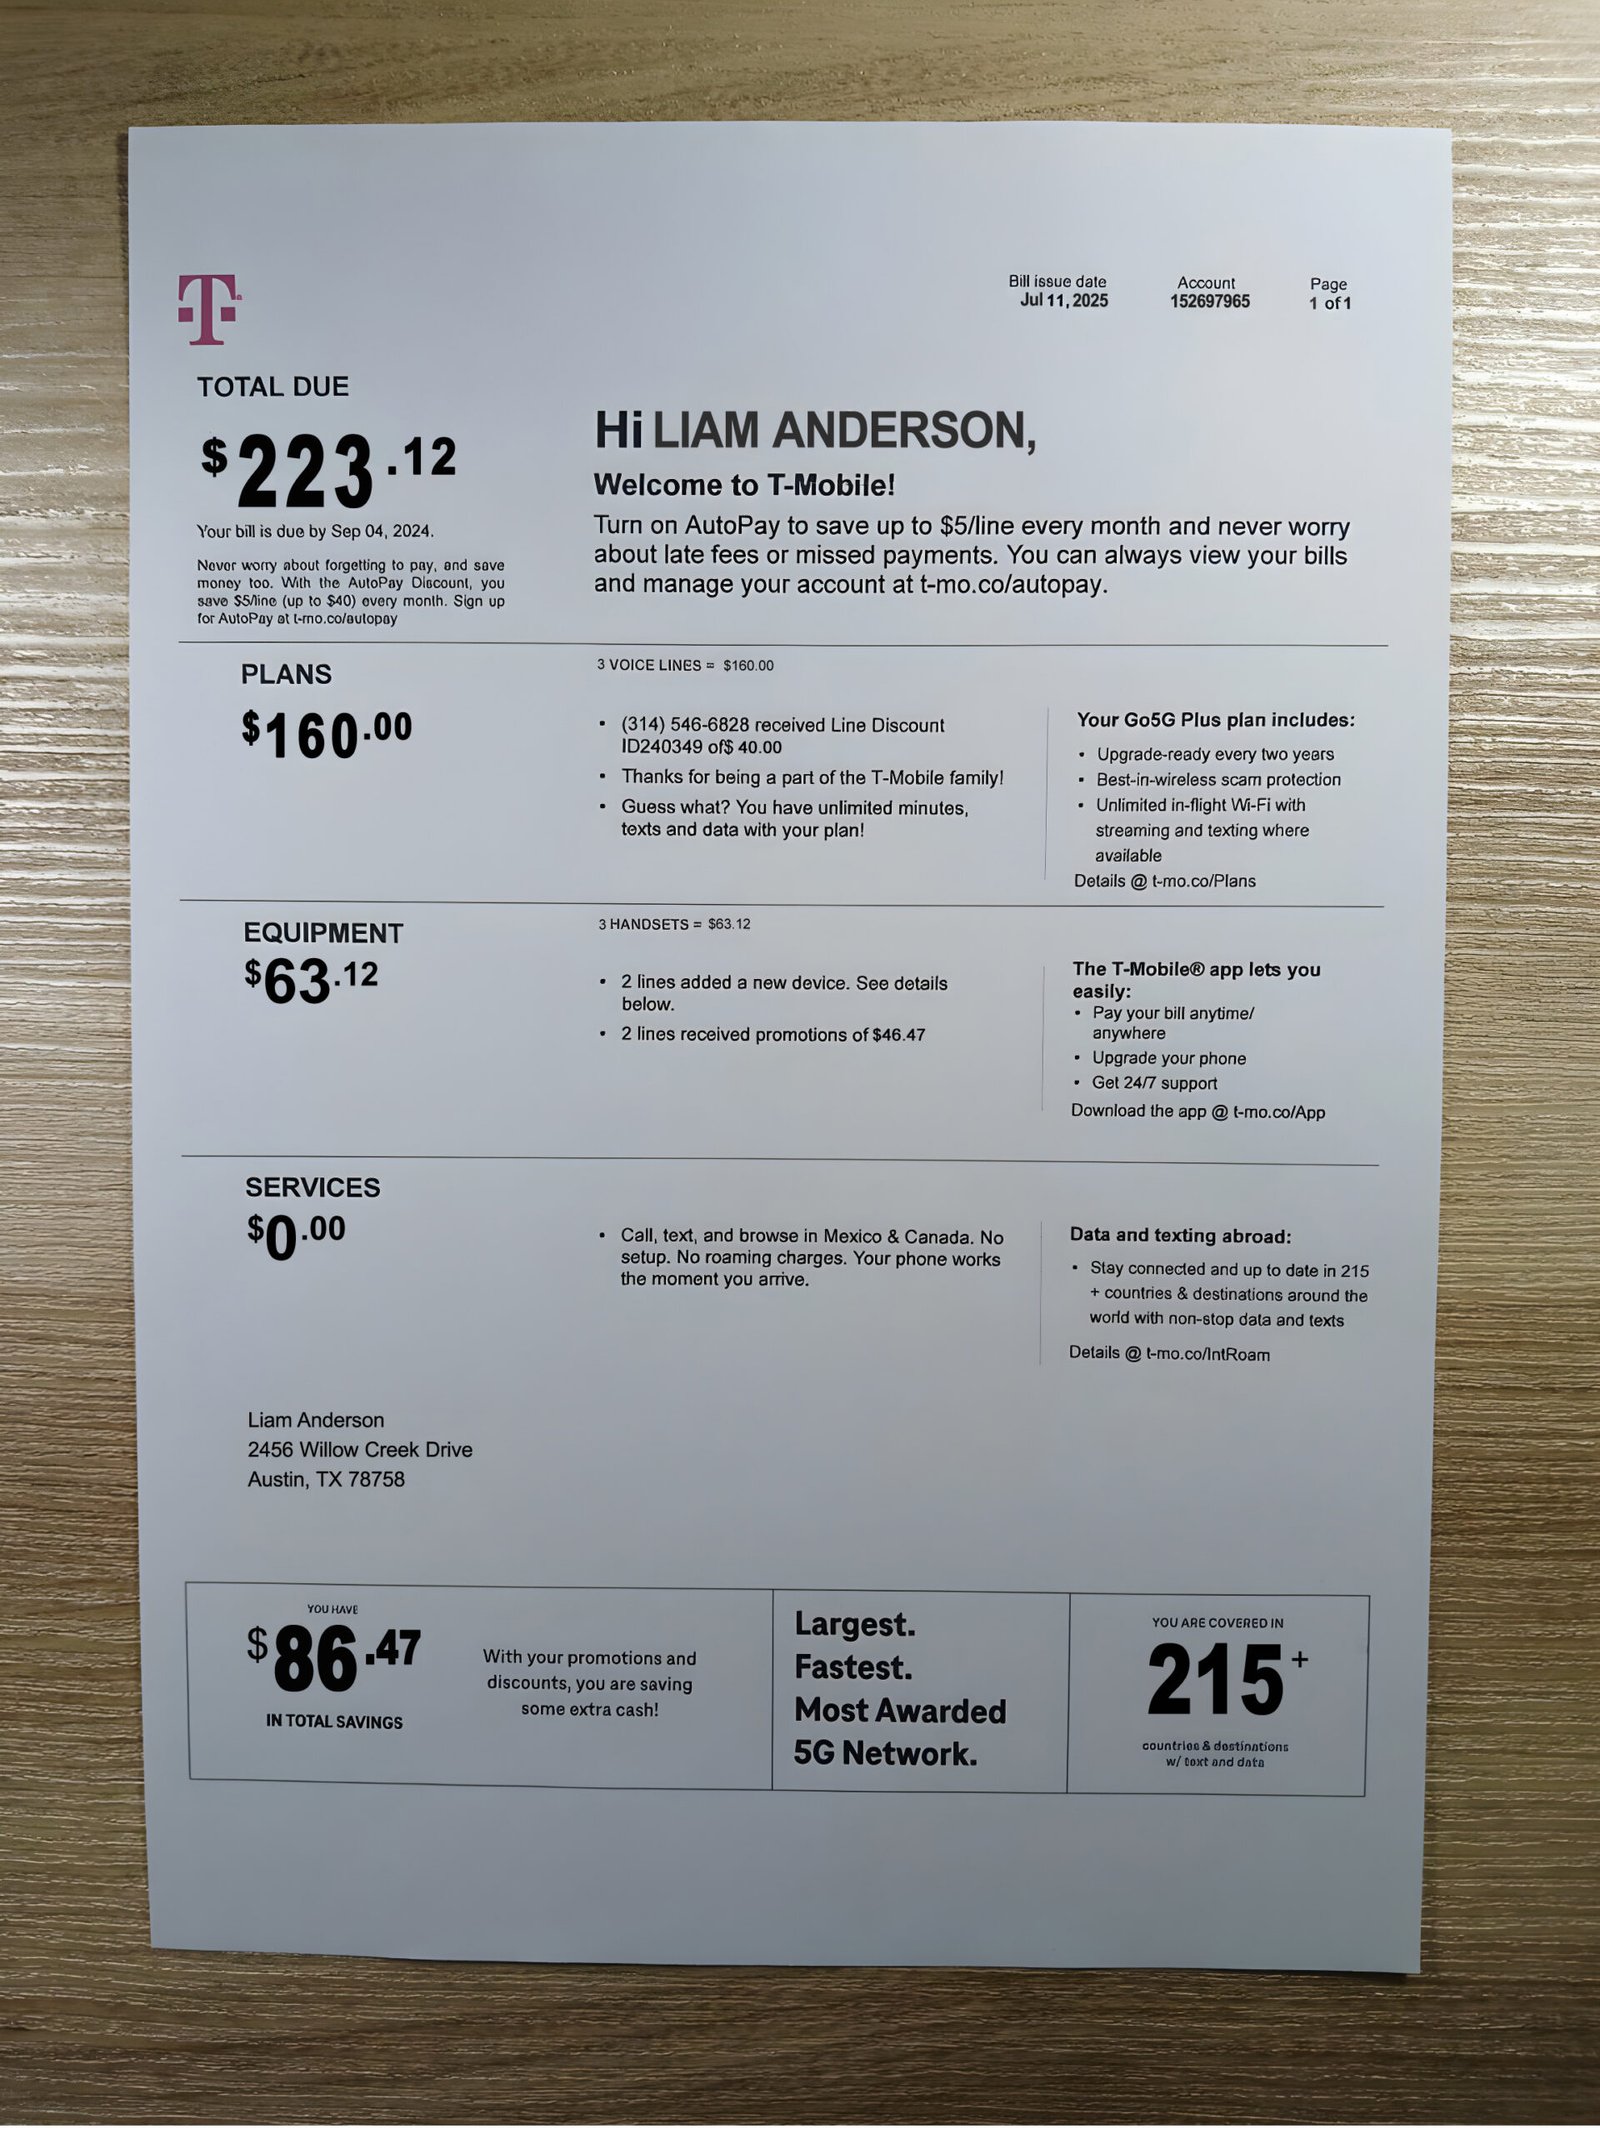 T
Bill issue date
Jul 11, 2025
Account
152697965
Page
1 of 1
TOTAL DUE
$223.12
Your bill is due by Sep 04, 2024.
Never worry about forgetting to pay, and save
money too. With the AutoPay Discount, you
save $5/line (up to $40) every month. Sign up
for AutoPay at t-mo.co/autopay
Hi LIAM ANDERSON,
Welcome to T-Mobile!
Turn on AutoPay to save up to $5/line every month and never worry
about late fees or missed payments. You can always view your bills
and manage your account at t-mo.co/autopay.
PLANS
$160.00
3 VOICE LINES = $160.00
• (314) 546-6828 received Line Discount
ID240349 of$ 40.00
• Thanks for being a part of the T-Mobile family!
• Guess what? You have unlimited minutes,
texts and data with your plan!
Your Go5G Plus plan includes:
• Upgrade-ready every two years
• Best-in-wireless scam protection
• Unlimited in-flight Wi-Fi with
streaming and texting where
available
Details @ t-mo.co/Plans
EQUIPMENT
$63.12
3 HANDSETS = $63.12
• 2 lines added a new device. See details
below.
• 2 lines received promotions of $46.47
The T-Mobile® app lets you
easily:
• Pay your bill anytime/
anywhere
• Upgrade your phone
• Get 24/7 support
Download the app @ t-mo.co/App
SERVICES
$0.00
• Call, text, and browse in Mexico & Canada. No
setup. No roaming charges. Your phone works
the moment you arrive.
Data and texting abroad:
• Stay connected and up to date in 215
+ countries & destinations around the
world with non-stop data and texts
Details @ t-mo.co/IntRoam
Liam Anderson
2456 Willow Creek Drive
Austin, TX 78758
YOU HAVE
$86.47
IN TOTAL SAVINGS
With your promotions and
discounts, you are saving
some extra cash!
Largest.
Fastest.
Most Awarded
5G Network.
YOU ARE COVERED IN
215+
countries & destinations
w/ text and data